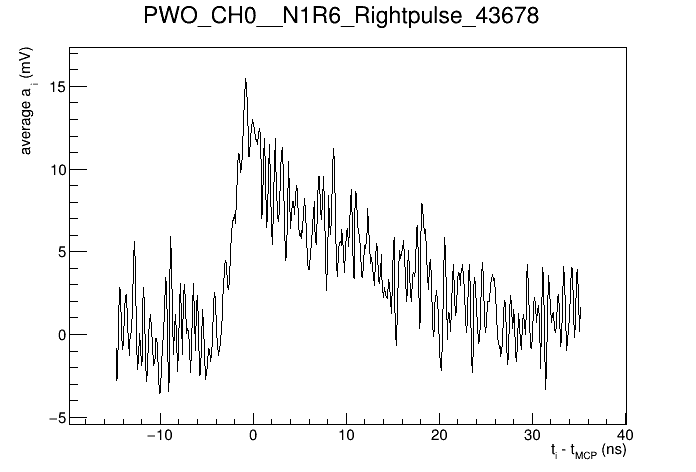 PWO_CH0__N1R6_Rightpulse_43678
average a_i (mV)
15
10
5
0
−5
−10 0 10 20 30 40
t_i - t_MCP (ns)